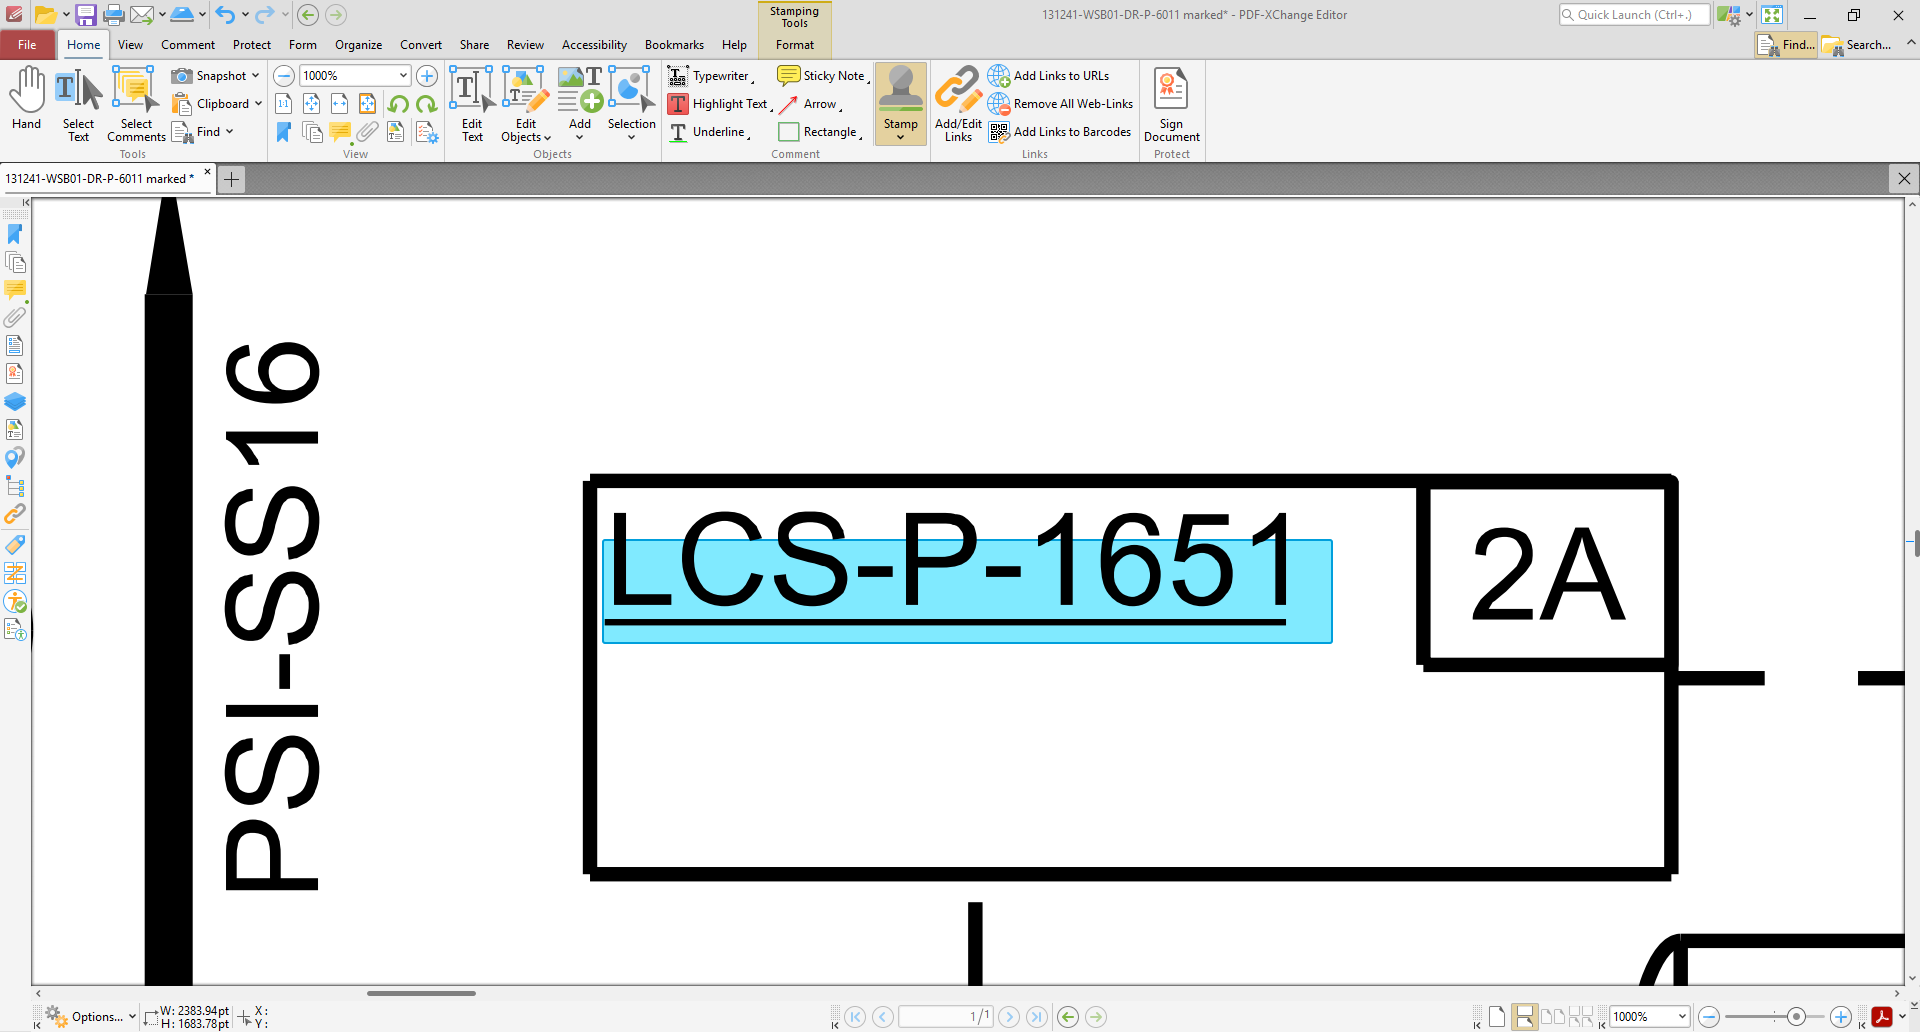 Stamping Tools
131241-WSB01-DR-P-6011 marked* - PDF-XChange Editor
Quick Launch (Ctrl+.)
File
Home
View
Comment
Protect
Form
Organize
Convert
Share
Review
Accessibility
Bookmarks
Help
Format
Find...
Search...
Hand
Select Text
Select Comments
Snapshot
Clipboard
Find
Tools
1000%
1:1
View
Edit Text
Edit Objects
Add
Selection
Objects
Typewriter
Highlight Text
Underline
Sticky Note
Arrow
Rectangle
Comment
Stamp
Add/Edit Links
Add Links to URLs
Remove All Web-Links
Add Links to Barcodes
Links
Sign Document
Protect
131241-WSB01-DR-P-6011 marked *
PSI-SS16
LCS-P-1651
2A
Options...
W: 2383.94pt
H: 1683.78pt
X:
Y:
1/1
1000%